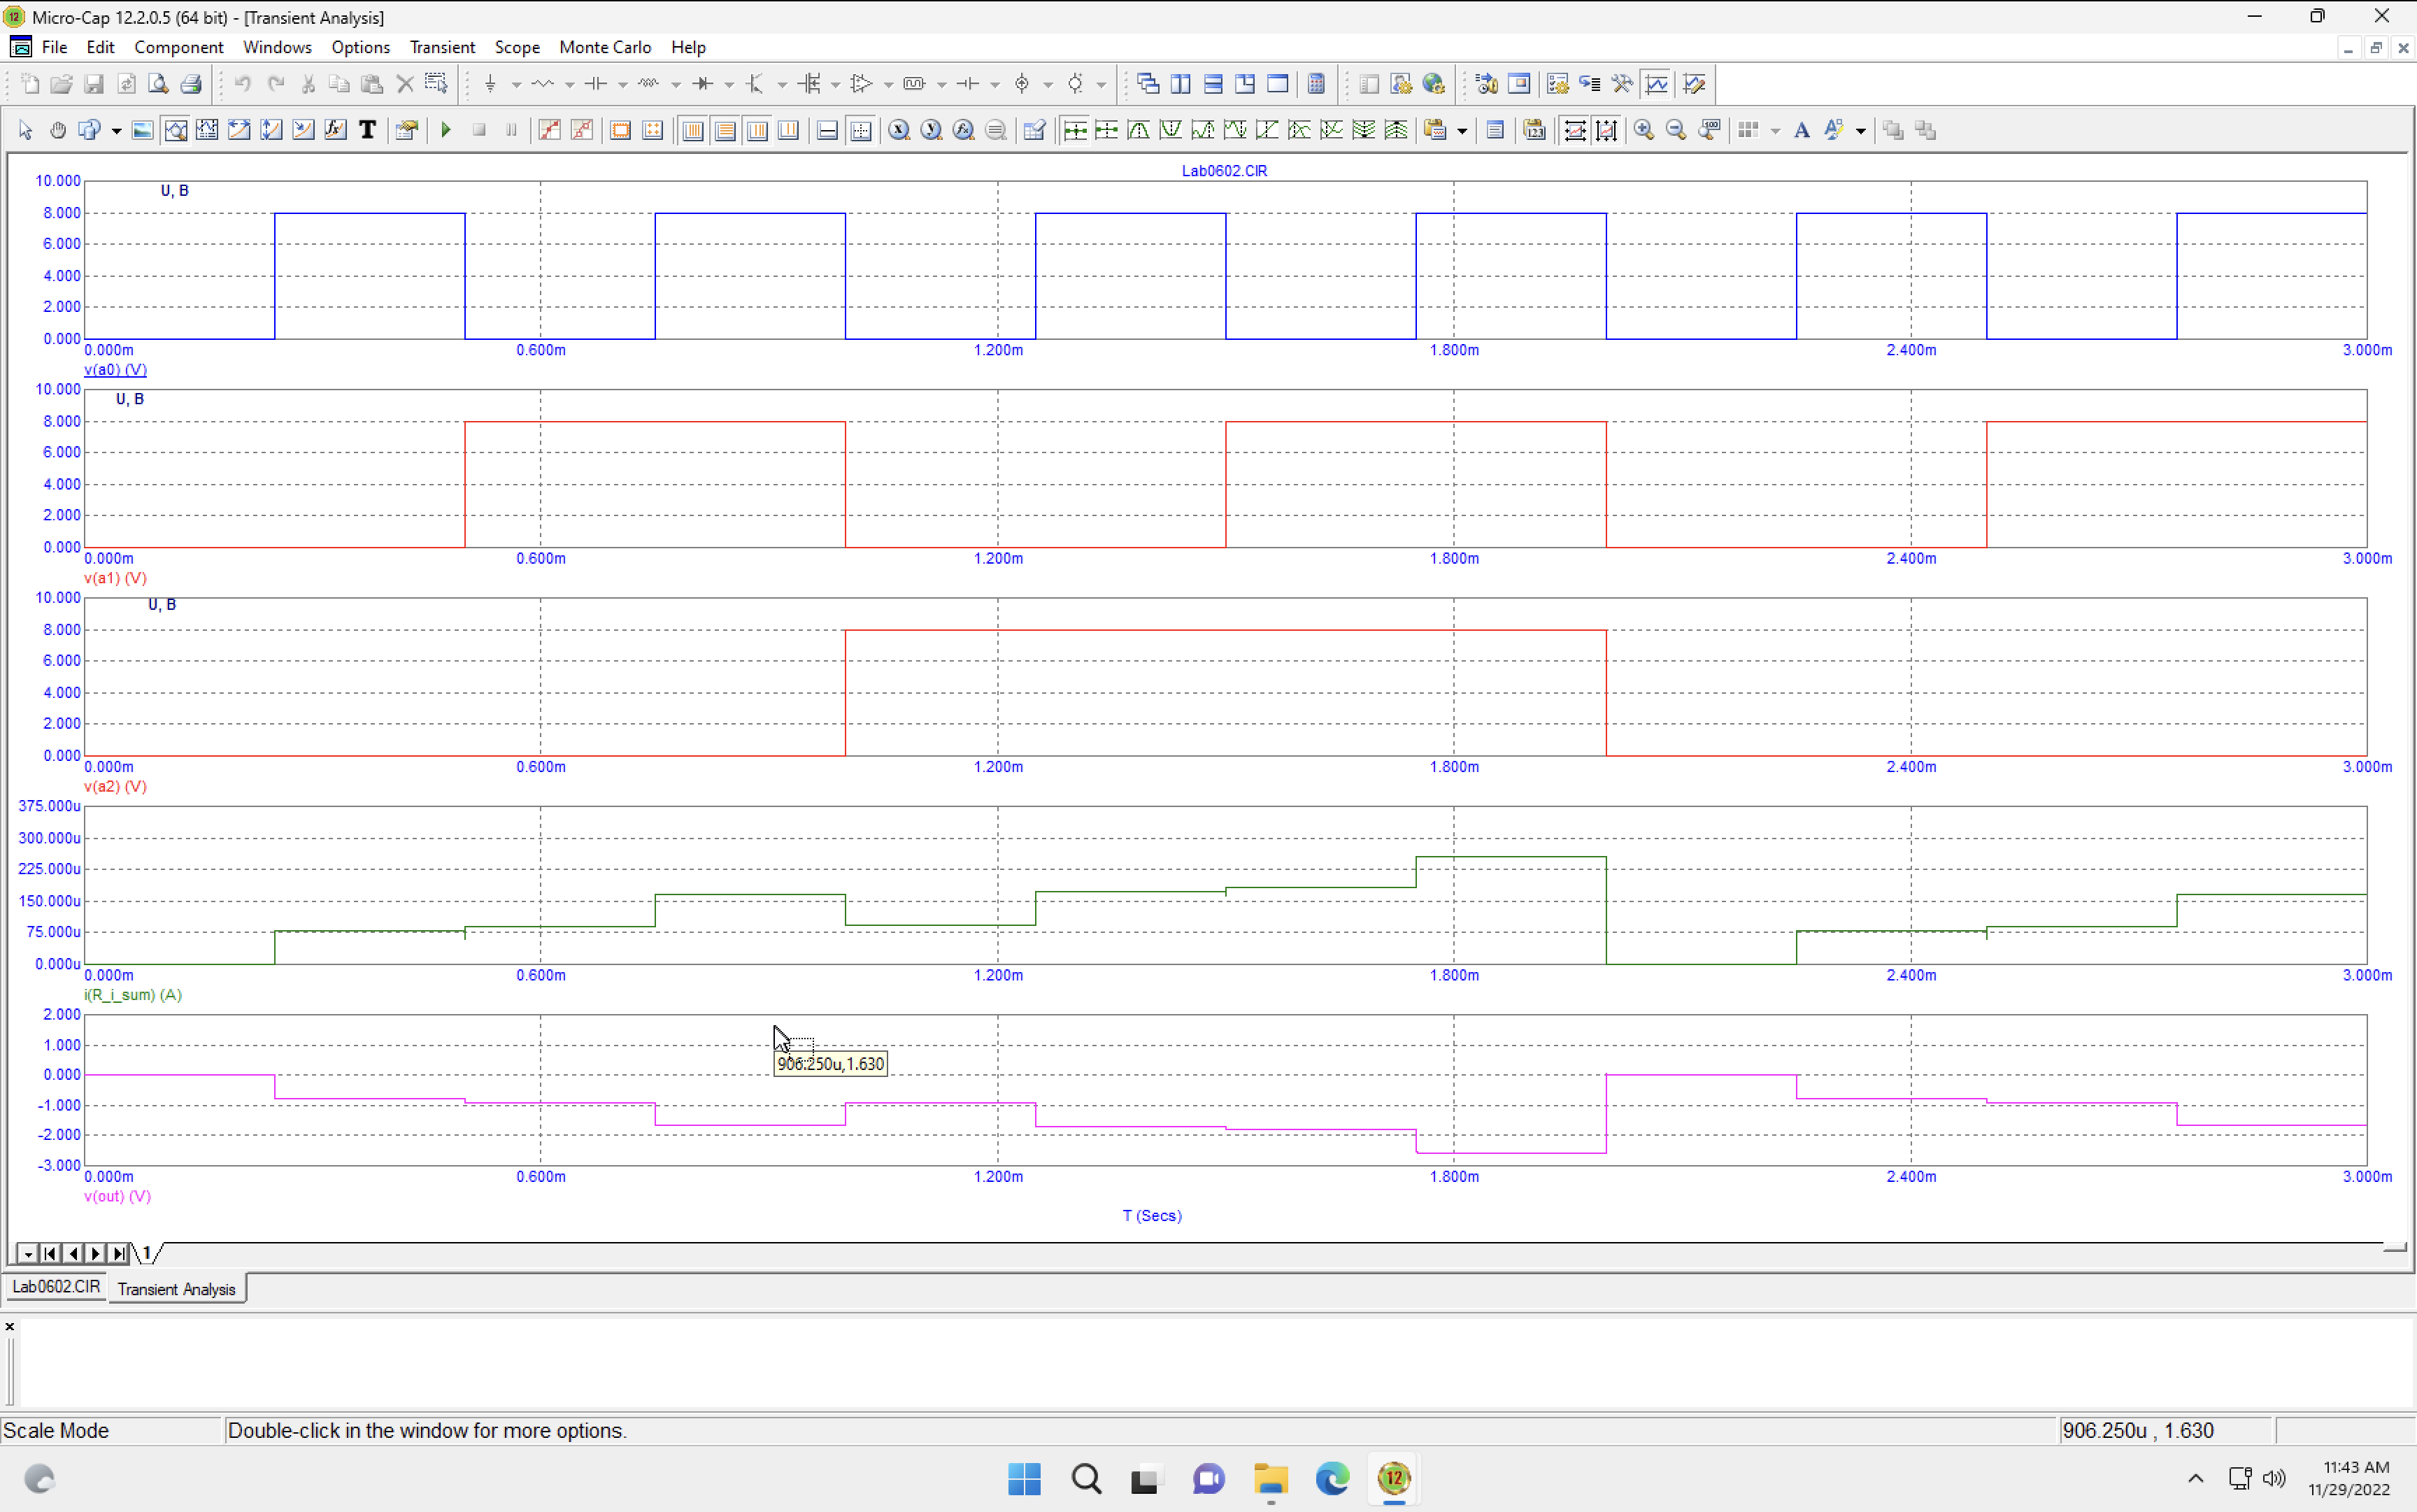 Micro-Cap 12.2.0.5 (64 bit) - [Transient Analysis]
File Edit Component Windows Options Transient Scope Monte Carlo Help
Lab0602.CIR
10.000
U, B
8.000
6.000
4.000
2.000
0.000
0.000m 0.600m 1.200m 1.800m 2.400m 3.000m
v(a0) (V)
10.000
U, B
8.000
6.000
4.000
2.000
0.000
0.000m 0.600m 1.200m 1.800m 2.400m 3.000m
v(a1) (V)
10.000
U, B
8.000
6.000
4.000
2.000
0.000
0.000m 0.600m 1.200m 1.800m 2.400m 3.000m
v(a2) (V)
375.000u
300.000u
225.000u
150.000u
75.000u
0.000u
0.000m 0.600m 1.200m 1.800m 2.400m 3.000m
i(R_i_sum) (A)
2.000
1.000
906.250u,1.630
0.000
-1.000
-2.000
-3.000
0.000m 0.600m 1.200m 1.800m 2.400m 3.000m
v(out) (V)
T (Secs)
1
Lab0602.CIR Transient Analysis
Scale Mode Double-click in the window for more options. 906.250u , 1.630
12
11:43 AM
11/29/2022